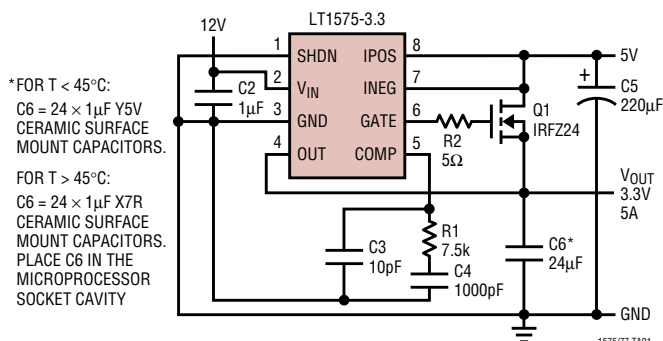 LT1575-3.3
12V
1 SHDN
IPOS 8
5V
2 VIN
INEG 7
3 GND
GATE 6
4 OUT
COMP 5
C2
1µF
+
C5
220µF
Q1
IRFZ24
R2
5Ω
VOUT
3.3V
5A
*FOR T < 45°C:
C6 = 24 × 1µF Y5V
CERAMIC SURFACE
MOUNT CAPACITORS.
FOR T > 45°C:
C6 = 24 × 1µF X7R
CERAMIC SURFACE
MOUNT CAPACITORS.
PLACE C6 IN THE
MICROPROCESSOR
SOCKET CAVITY
C3
10pF
R1
7.5k
C4
1000pF
C6*
24µF
GND
1575/77 TA01